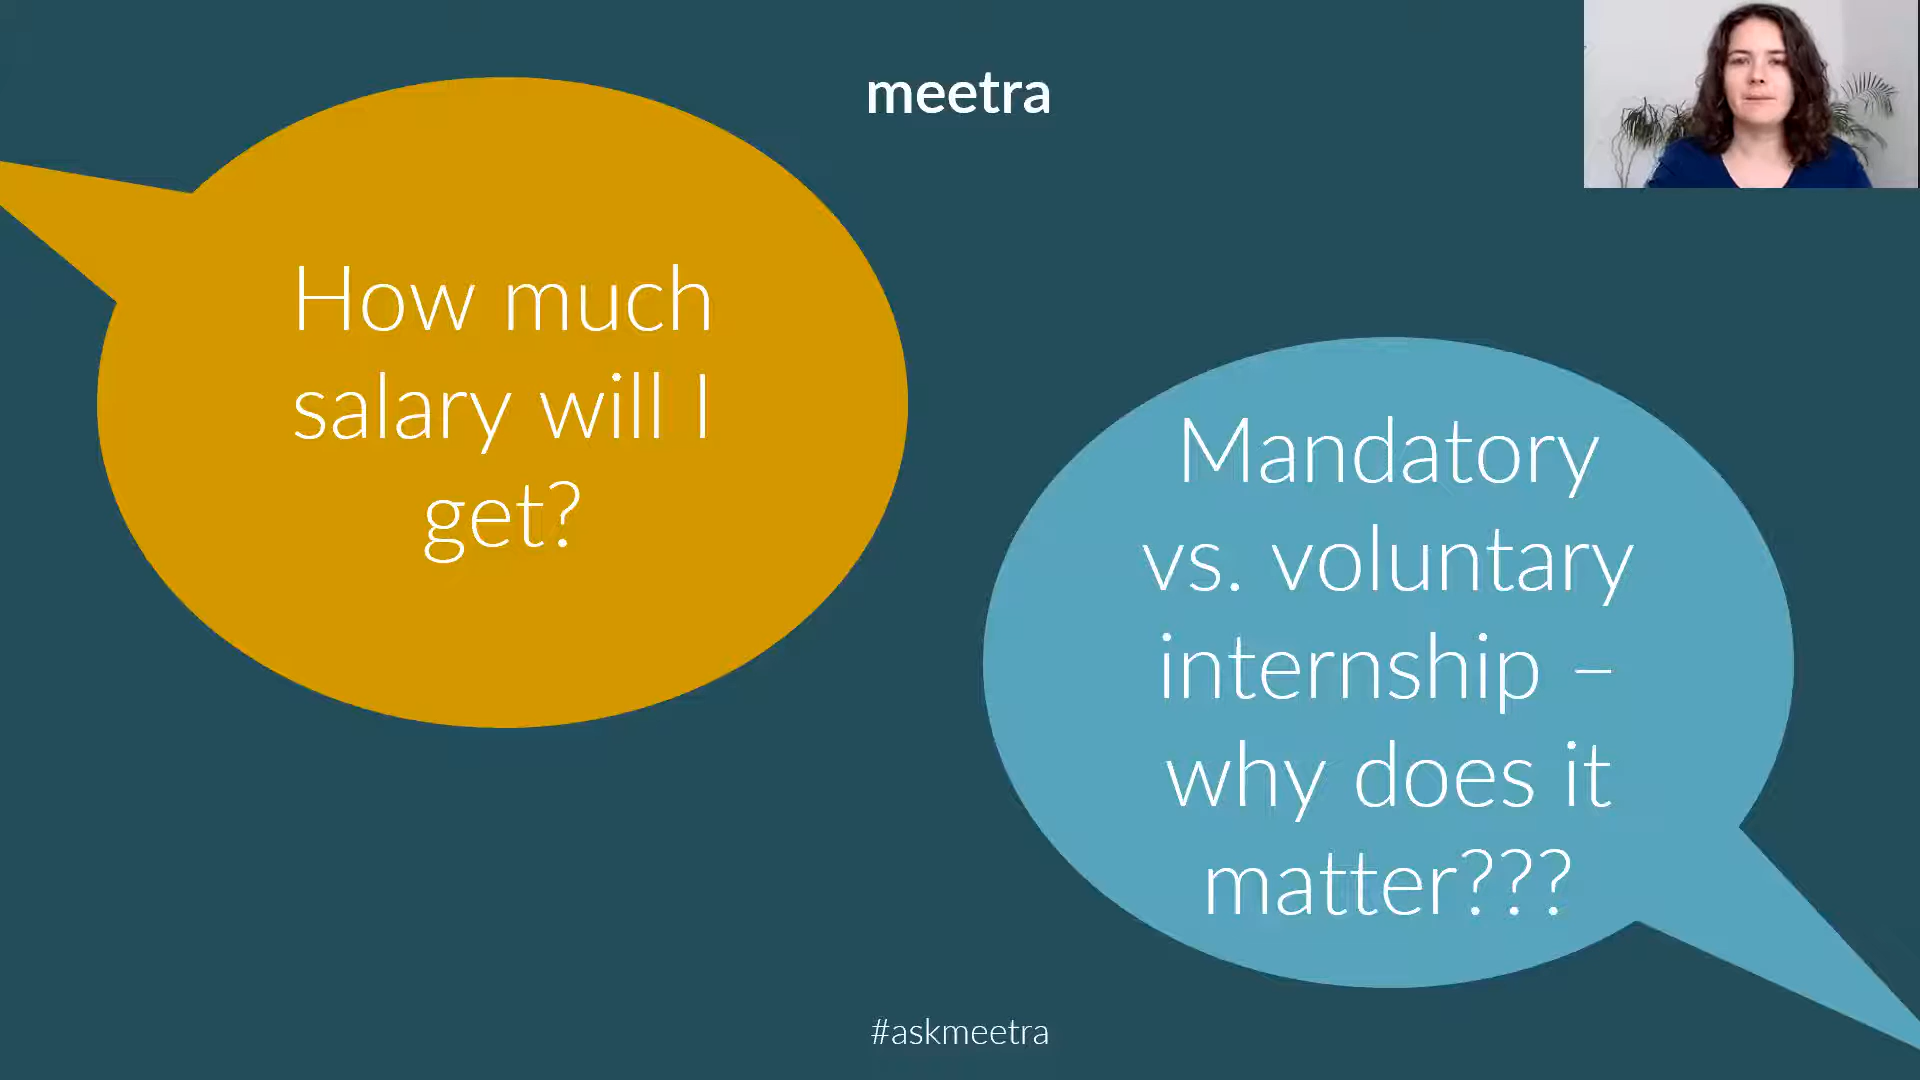 meetra
How much
salary will I
get?
Mandatory
vs. voluntary
internship –
why does it
matter???
#askmeetra